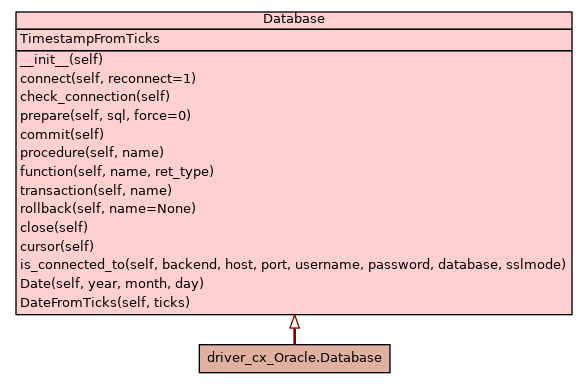 Database
TimestampFromTicks
__init__(self)
connect(self, reconnect=1)
check_connection(self)
prepare(self, sql, force=0)
commit(self)
procedure(self, name)
function(self, name, ret_type)
transaction(self, name)
rollback(self, name=None)
close(self)
cursor(self)
is_connected_to(self, backend, host, port, username, password, database, sslmode)
Date(self, year, month, day)
DateFromTicks(self, ticks)
driver_cx_Oracle.Database